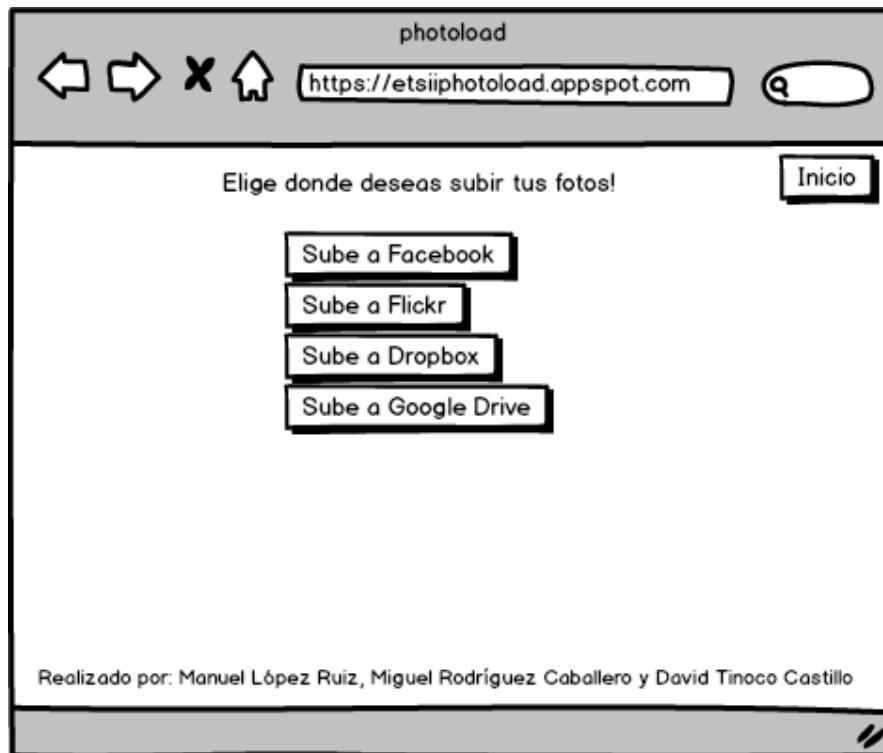 photoload
https://etsiiphotoload.appspot.com
Elige donde deseas subir tus fotos!
Inicio
Sube a Facebook
Sube a Flickr
Sube a Dropbox
Sube a Google Drive
Realizado por: Manuel López Ruiz, Miguel Rodríguez Caballero y David Tinoco Castillo